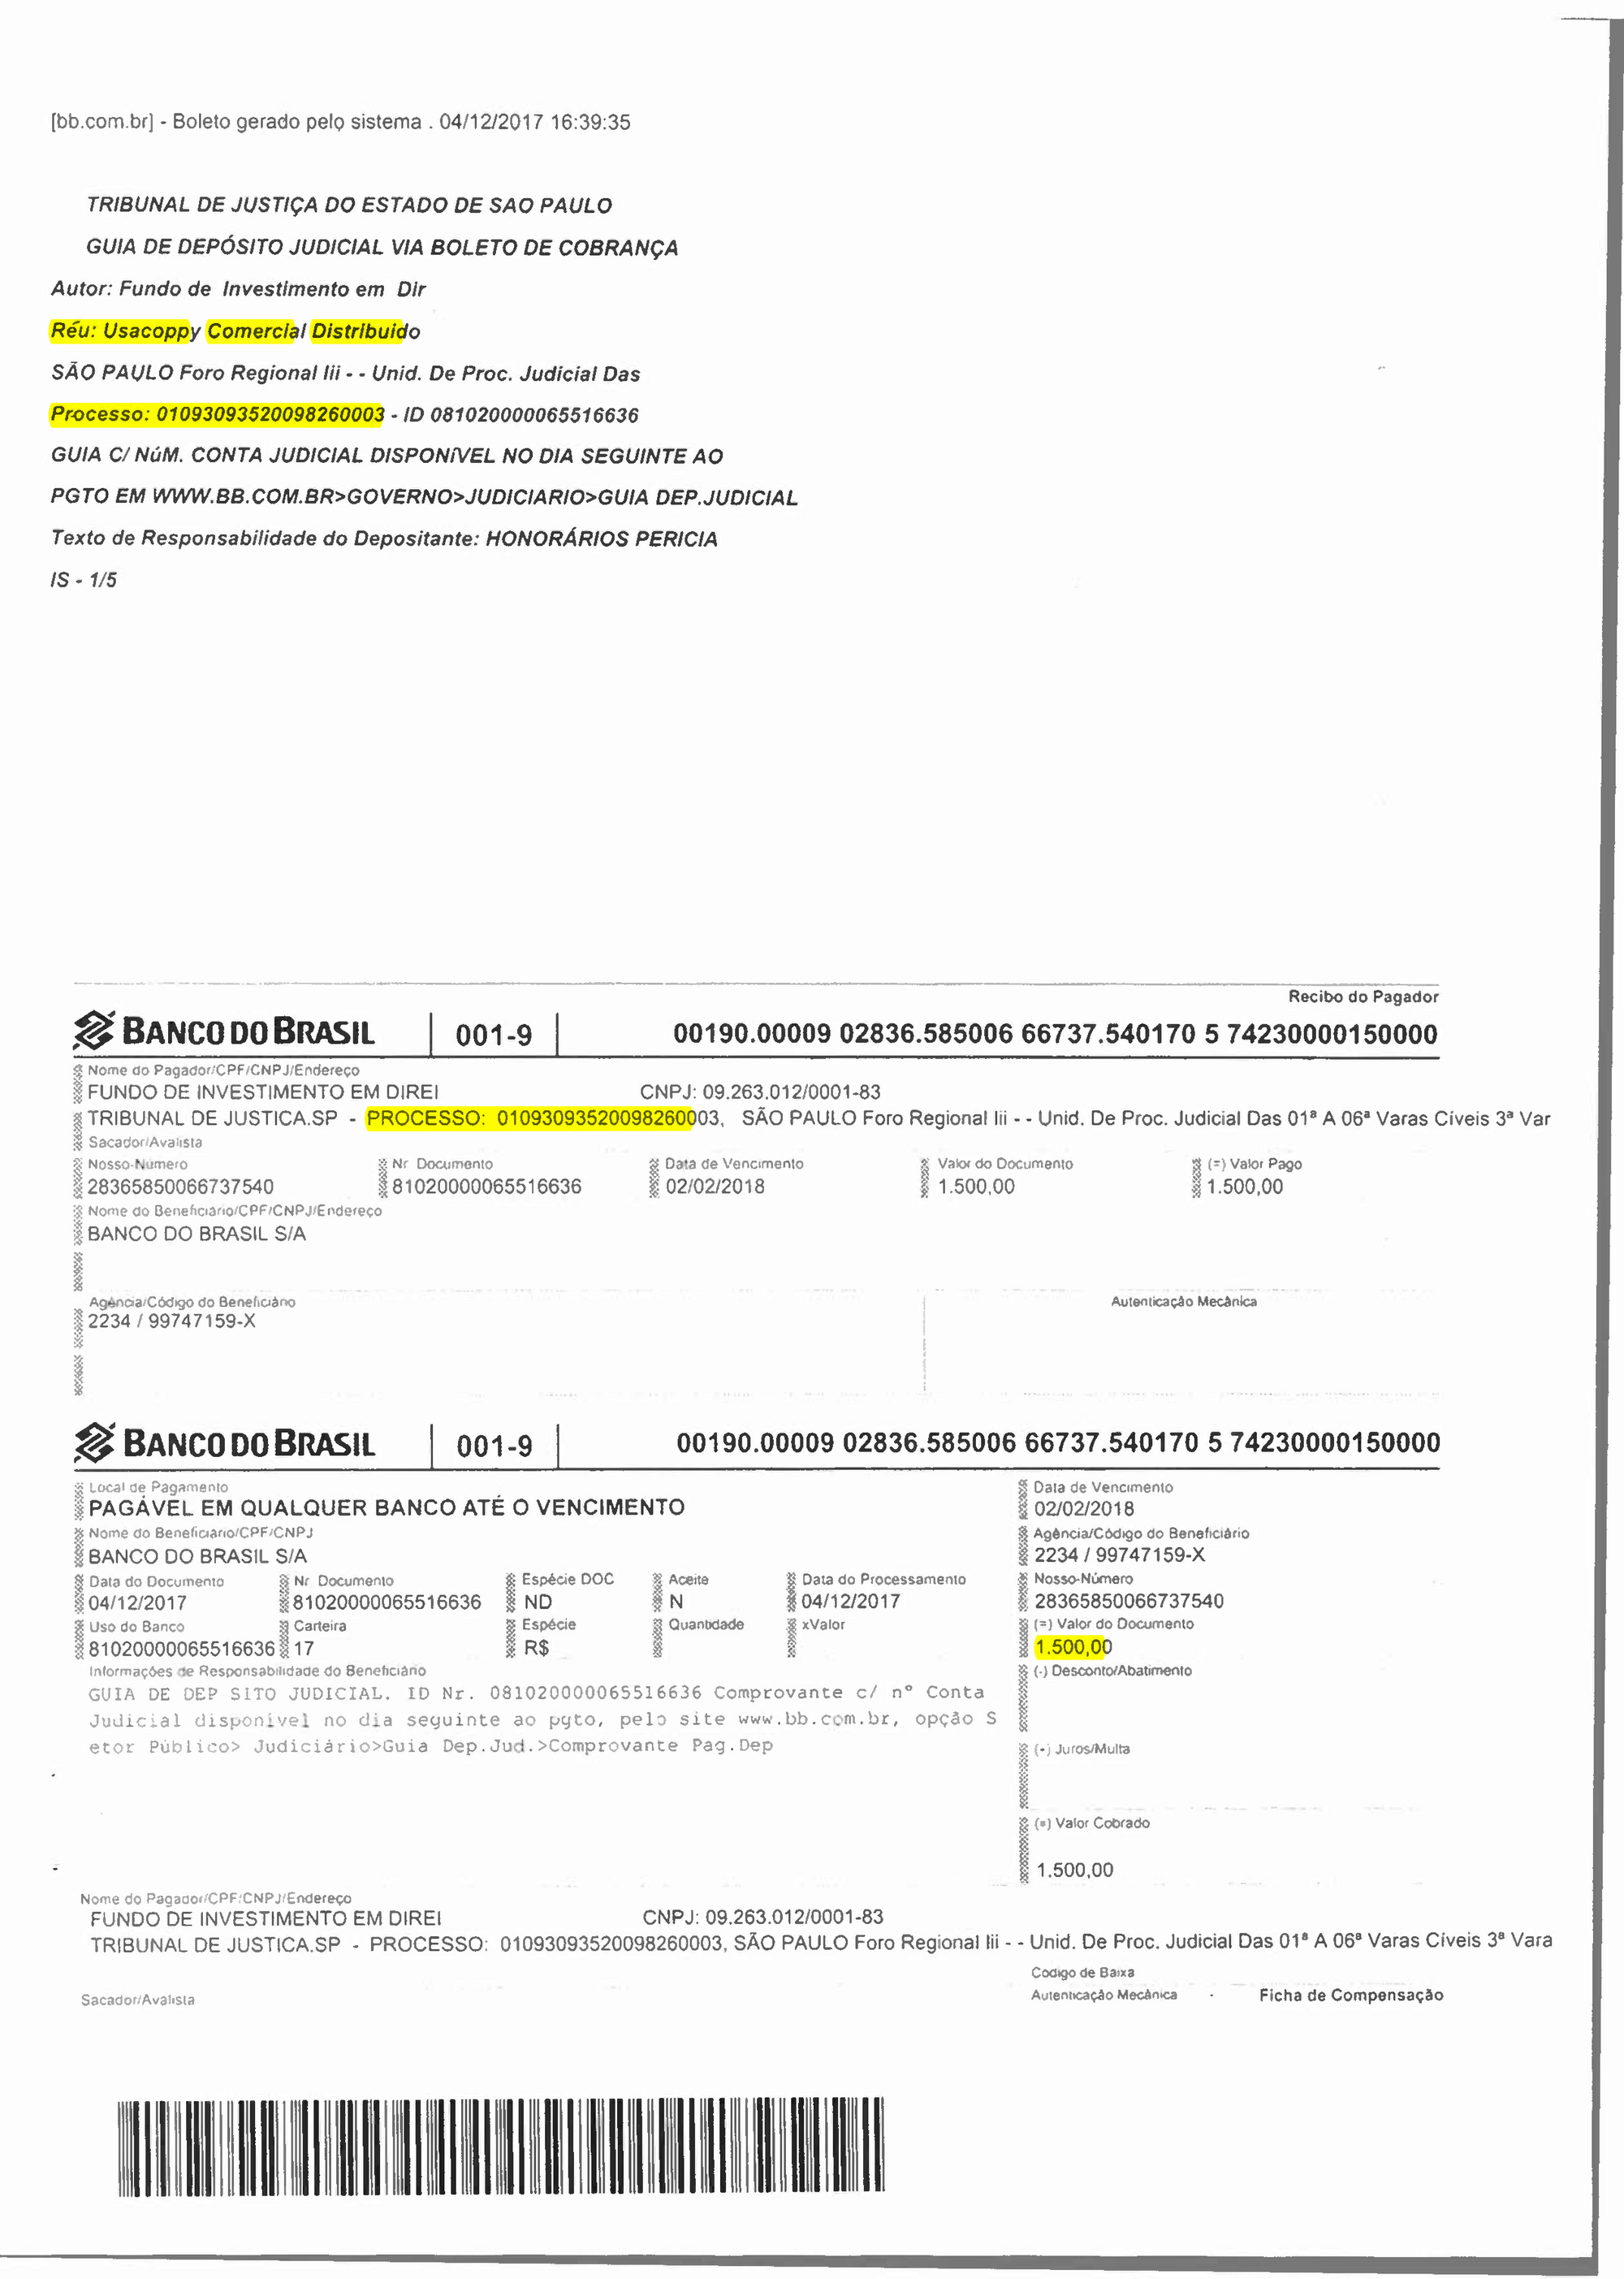 [bb.com.br] - Boleto gerado pelo sistema . 04/12/2017 16:39:35
TRIBUNAL DE JUSTIÇA DO ESTADO DE SAO PAULO
GUIA DE DEPÓSITO JUDICIAL VIA BOLETO DE COBRANÇA
Autor: Fundo de Investimento em Dir
Réu: Usacoppy Comercial Distribuido
SÃO PAULO Foro Regional Iii - - Unid. De Proc. Judicial Das
Processo: 01093093520098260003 - ID 081020000065516636
GUIA C/ NúM. CONTA JUDICIAL DISPONíVEL NO DIA SEGUINTE AO
PGTO EM WWW.BB.COM.BR>GOVERNO>JUDICIARIO>GUIA DEP.JUDICIAL
Texto de Responsabilidade do Depositante: HONORÁRIOS PERICIA
IS - 1/5
Recibo do Pagador
BANCO DO BRASIL 001-9 00190.00009 02836.585006 66737.540170 5 74230000150000
Nome do Pagador/CPF/CNPJ/Endereço
FUNDO DE INVESTIMENTO EM DIREI CNPJ: 09.263.012/0001-83
TRIBUNAL DE JUSTICA.SP - PROCESSO: 01093093520098260003, SÃO PAULO Foro Regional Iii - - Unid. De Proc. Judicial Das 01ª A 06ª Varas Cíveis 3ª Var
Sacador/Avalista
Nosso-Número Nr Documento Data de Vencimento Valor do Documento (=) Valor Pago
28365850066737540 81020000065516636 02/02/2018 1.500,00 1.500,00
Nome do Beneficiário/CPF/CNPJ/Endereço
BANCO DO BRASIL S/A
Agência/Código do Beneficiário Autenticação Mecânica
2234 / 99747159-X
BANCO DO BRASIL 001-9 00190.00009 02836.585006 66737.540170 5 74230000150000
Local de Pagamento Data de Vencimento
PAGÁVEL EM QUALQUER BANCO ATÉ O VENCIMENTO 02/02/2018
Nome do Beneficiário/CPF/CNPJ Agência/Código do Beneficiário
BANCO DO BRASIL S/A 2234 / 99747159-X
Data do Documento Nr Documento Espécie DOC Aceite Data do Processamento Nosso-Número
04/12/2017 81020000065516636 ND N 04/12/2017 28365850066737540
Uso do Banco Carteira Espécie Quantidade xValor (=) Valor do Documento
81020000065516636 17 R$ 1.500,00
Informações de Responsabilidade do Beneficiário (-) Desconto/Abatimento
GUIA DE DEP SITO JUDICIAL. ID Nr. 081020000065516636 Comprovante c/ nº Conta
Judicial disponível no dia seguinte ao pgto, pelo site www.bb.com.br, opção S
etor Público> Judiciário>Guia Dep.Jud.>Comprovante Pag.Dep
(+) Juros/Multa
(=) Valor Cobrado
1.500,00
Nome do Pagador/CPF/CNPJ/Endereço
FUNDO DE INVESTIMENTO EM DIREI CNPJ: 09.263.012/0001-83
TRIBUNAL DE JUSTICA.SP - PROCESSO: 01093093520098260003, SÃO PAULO Foro Regional Iii - - Unid. De Proc. Judicial Das 01ª A 06ª Varas Cíveis 3ª Vara
Código de Baixa
Sacador/Avalista Autenticação Mecânica Ficha de Compensação